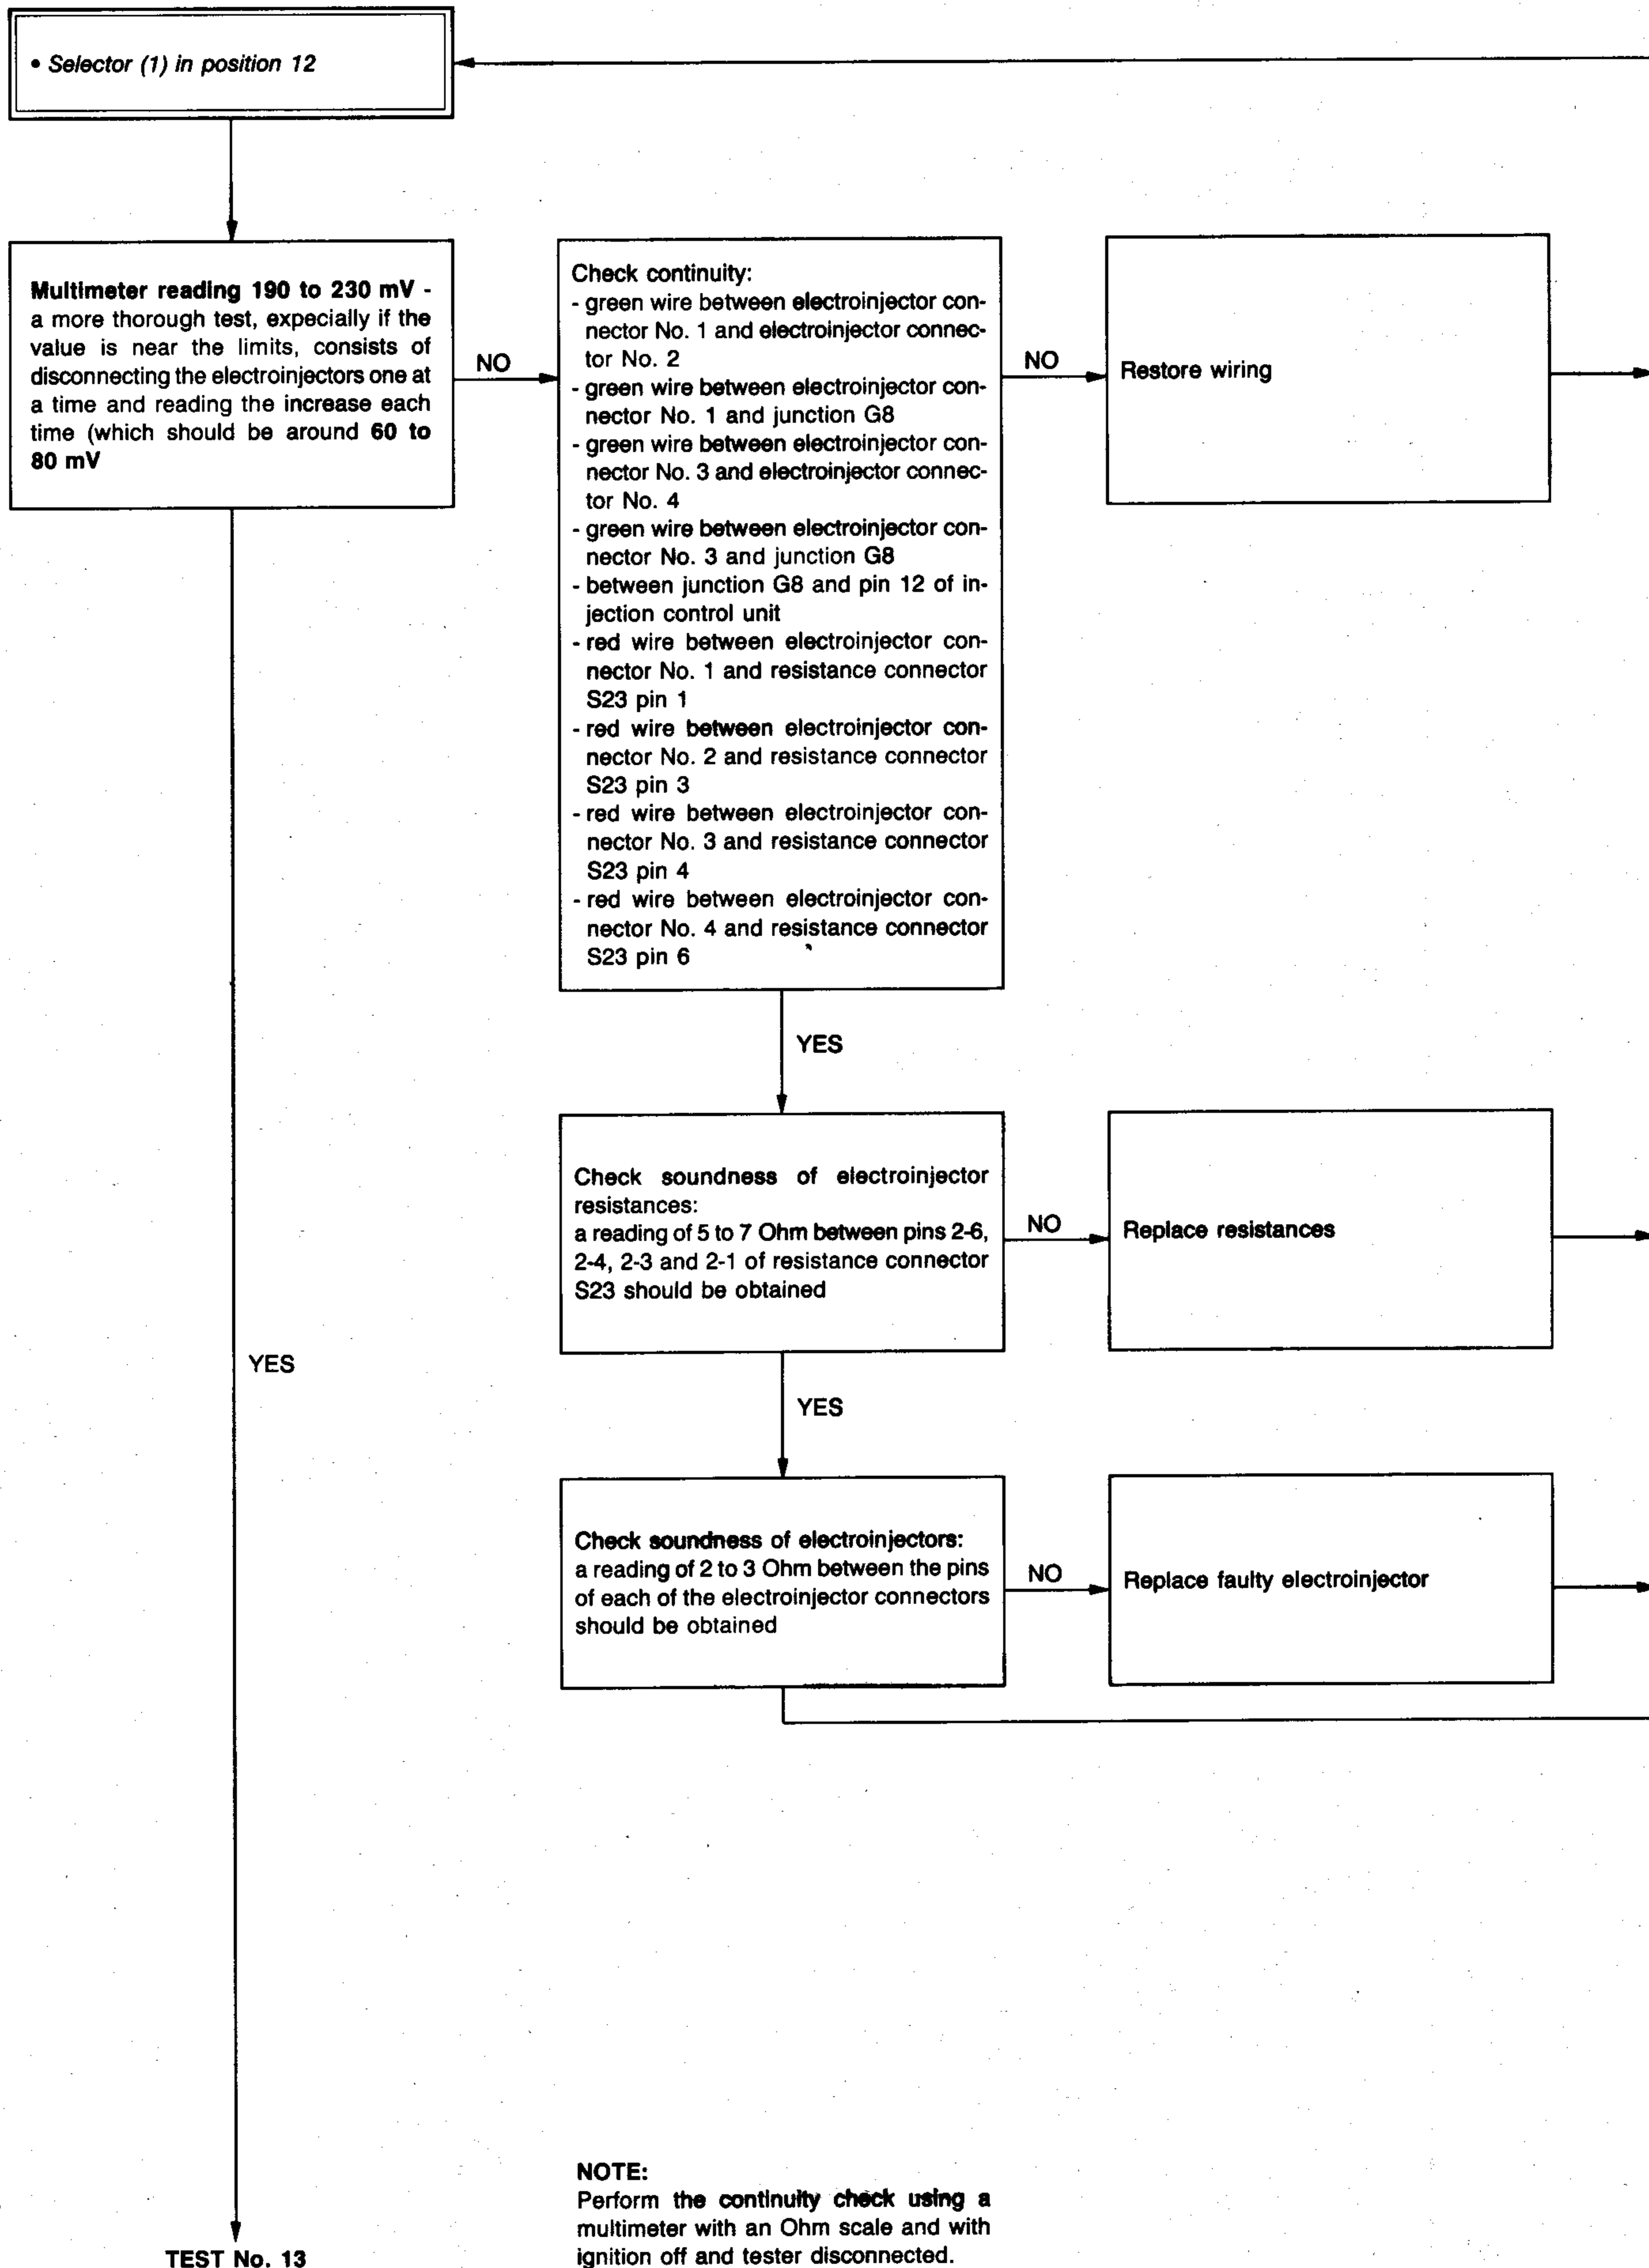 • Selector (1) in position 12
Multimeter reading 190 to 230 mV -
a more thorough test, expecially if the
value is near the limits, consists of
disconnecting the electroinjectors one at
a time and reading the increase each
time (which should be around 60 to
80 mV
NO
Check continuity:
- green wire between electroinjector con-
nector No. 1 and electroinjector connec-
tor No. 2
- green wire between electroinjector con-
nector No. 1 and junction G8
- green wire between electroinjector con-
nector No. 3 and electroinjector connec-
tor No. 4
- green wire between electroinjector con-
nector No. 3 and junction G8
- between junction G8 and pin 12 of in-
jection control unit
- red wire between electroinjector con-
nector No. 1 and resistance connector
S23 pin 1
- red wire between electroinjector con-
nector No. 2 and resistance connector
S23 pin 3
- red wire between electroinjector con-
nector No. 3 and resistance connector
S23 pin 4
- red wire between electroinjector con-
nector No. 4 and resistance connector
S23 pin 6
NO
Restore wiring
YES
Check soundness of electroinjector
resistances:
a reading of 5 to 7 Ohm between pins 2-6,
2-4, 2-3 and 2-1 of resistance connector
S23 should be obtained
NO
Replace resistances
YES
YES
Check soundness of electroinjectors:
a reading of 2 to 3 Ohm between the pins
of each of the electroinjector connectors
should be obtained
NO
Replace faulty electroinjector
NOTE:
Perform the continuity check using a
multimeter with an Ohm scale and with
ignition off and tester disconnected.
TEST No. 13